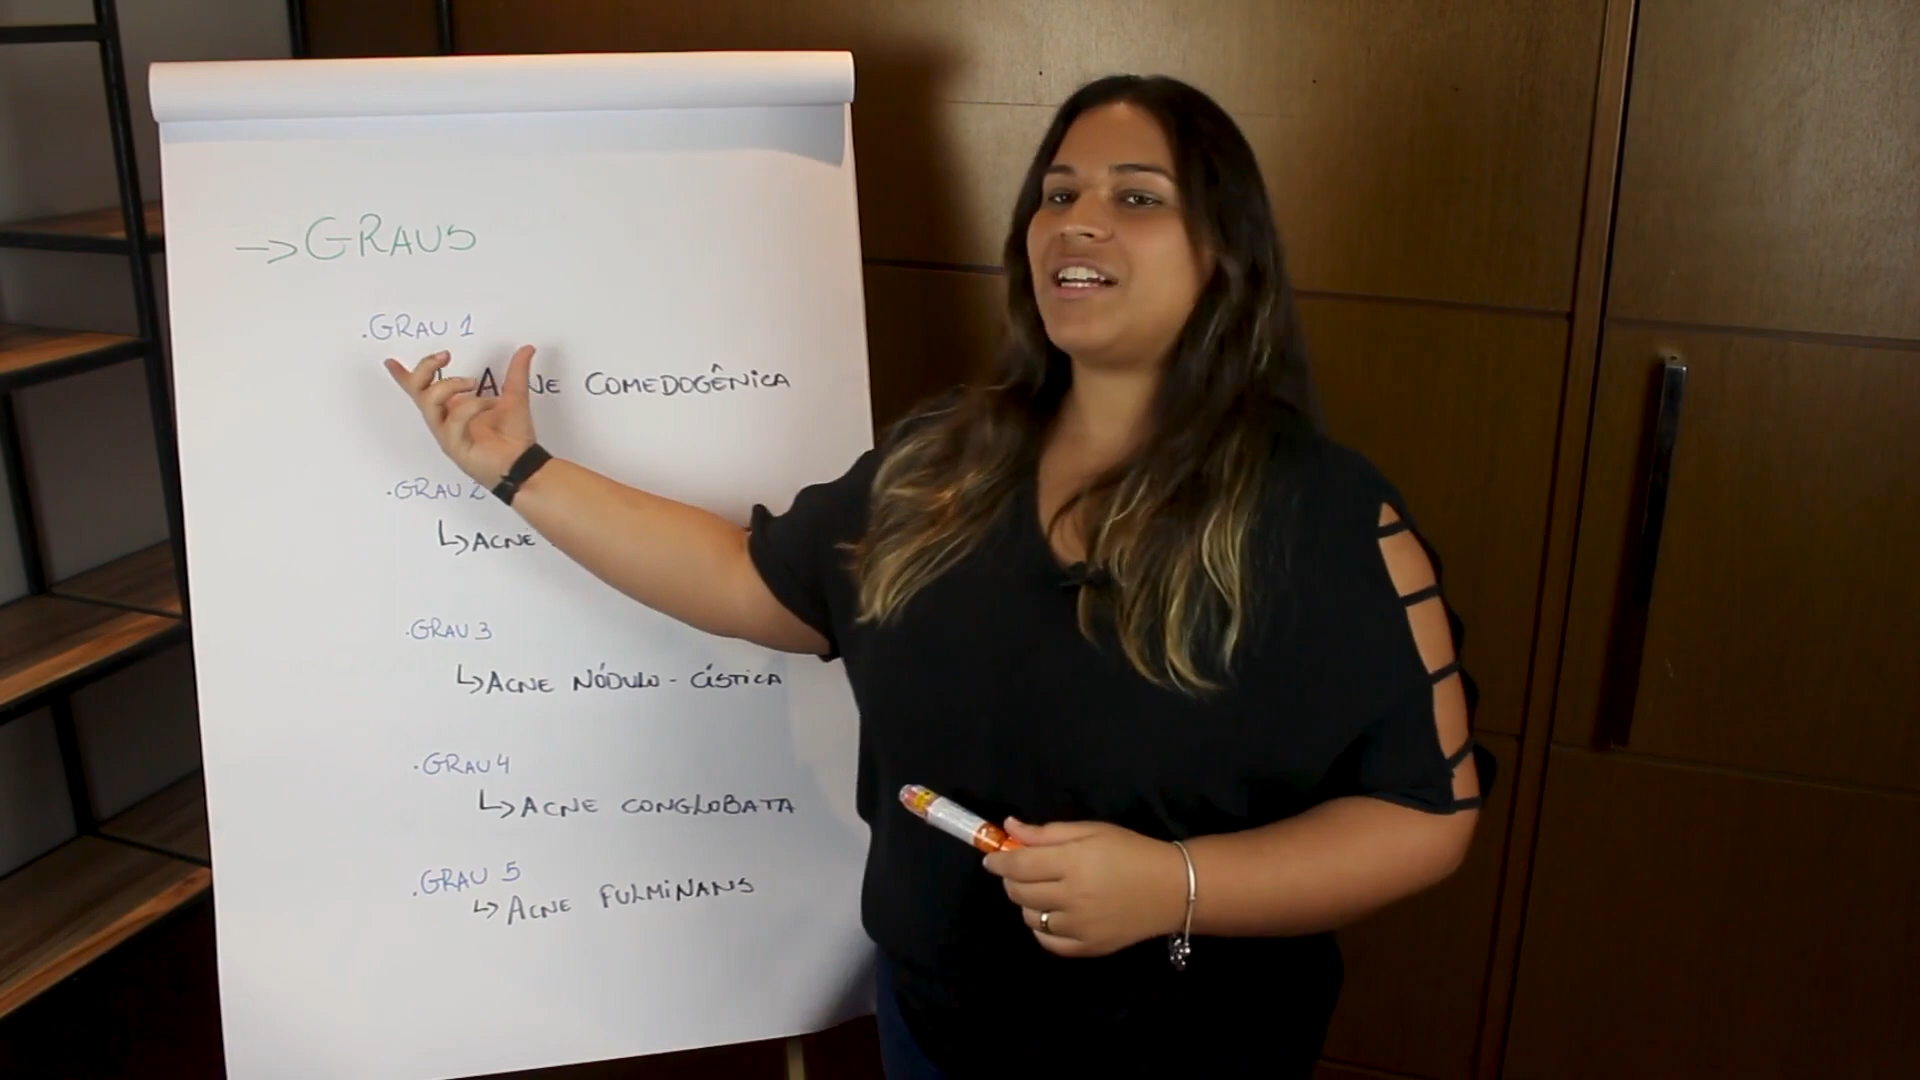 → GRAUS
.GRAU 1
↳ ACNE COMEDOGÊNICA
.GRAU 2
↳ ACNE
.GRAU 3
↳ ACNE NÓDULO - CÍSTICA
.GRAU 4
↳ ACNE CONGLOBATA
.GRAU 5
↳ ACNE FULMINANS